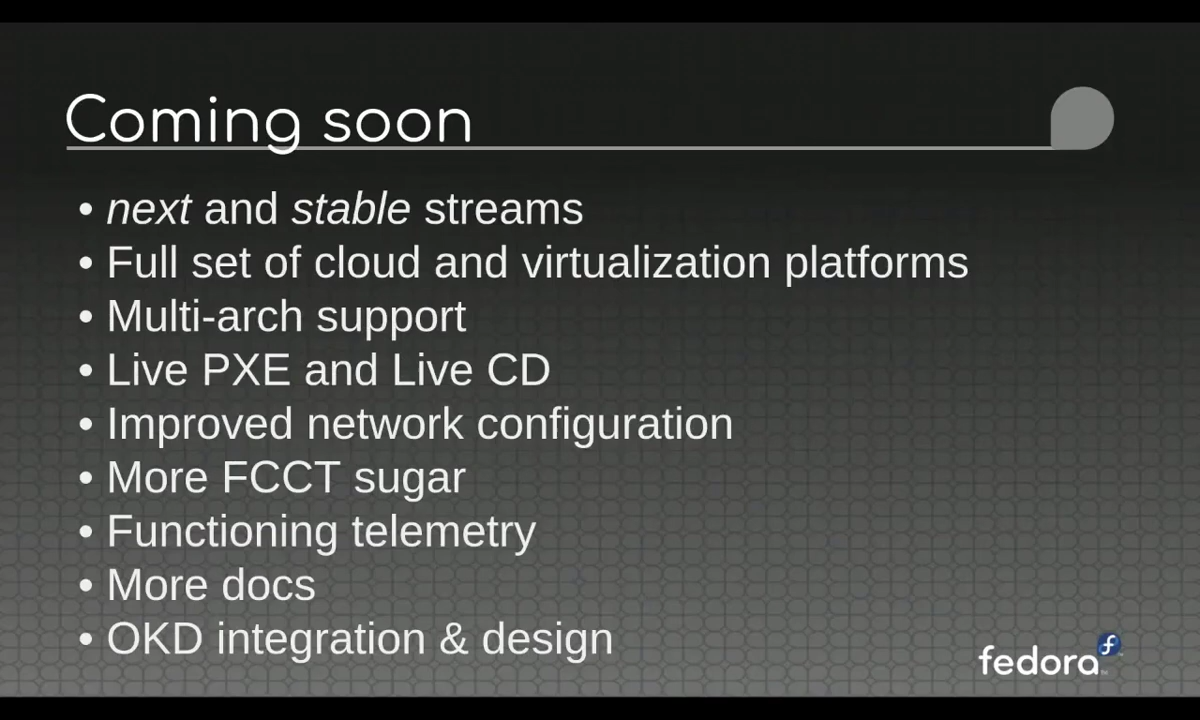 Coming soon
• next and stable streams
• Full set of cloud and virtualization platforms
• Multi-arch support
• Live PXE and Live CD
• Improved network configuration
• More FCCT sugar
• Functioning telemetry
• More docs
• OKD integration & design
fedora